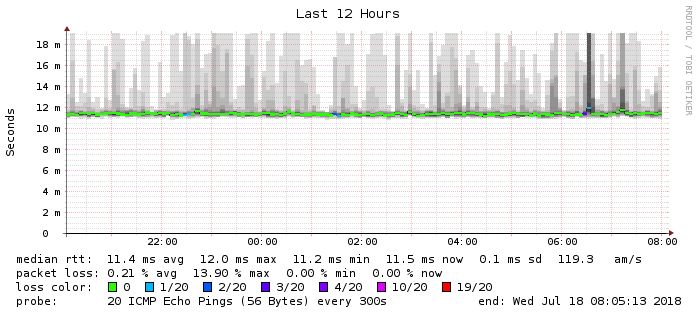 Last 12 Hours
RRDTOOL / TOBI OETIKER
Seconds
18 m
16 m
14 m
12 m
10 m
8 m
6 m
4 m
2 m
0
22:00 00:00 02:00 04:00 06:00 08:00
median rtt: 11.4 ms avg 12.0 ms max 11.2 ms min 11.5 ms now 0.1 ms sd 119.3 am/s
packet loss: 0.21 % avg 13.90 % max 0.00 % min 0.00 % now
loss color: 0 1/20 2/20 3/20 4/20 10/20 19/20
probe: 20 ICMP Echo Pings (56 Bytes) every 300s end: Wed Jul 18 08:05:13 2018